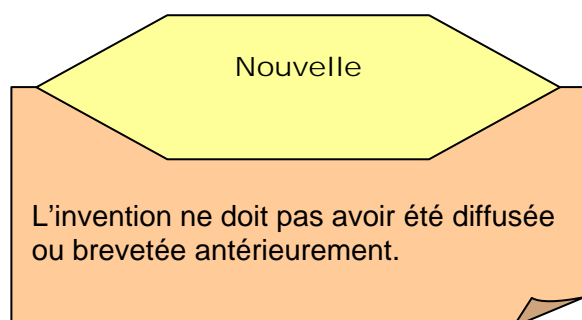 Nouvelle
L'invention ne doit pas avoir été diffusée
ou brevetée antérieurement.